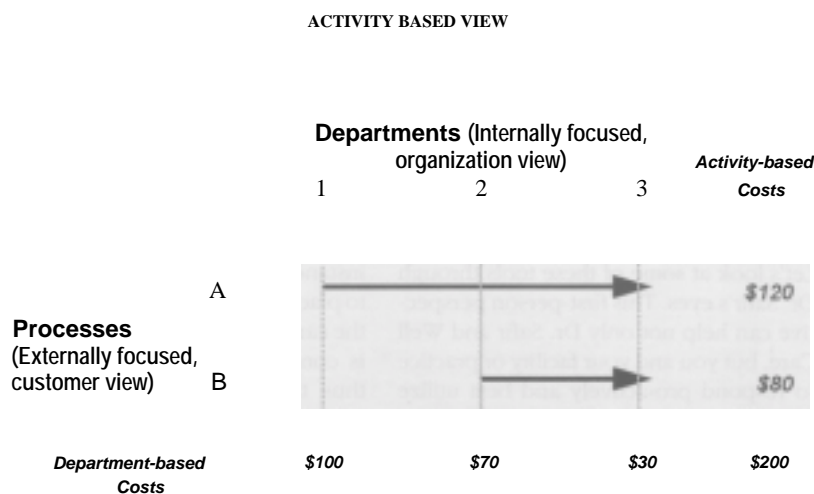 ACTIVITY BASED VIEW
Departments (Internally focused,
organization view)
Activity-based
Costs
1 2 3
A $120
Processes
(Externally focused,
customer view)
B $80
Department-based
Costs
$100 $70 $30 $200